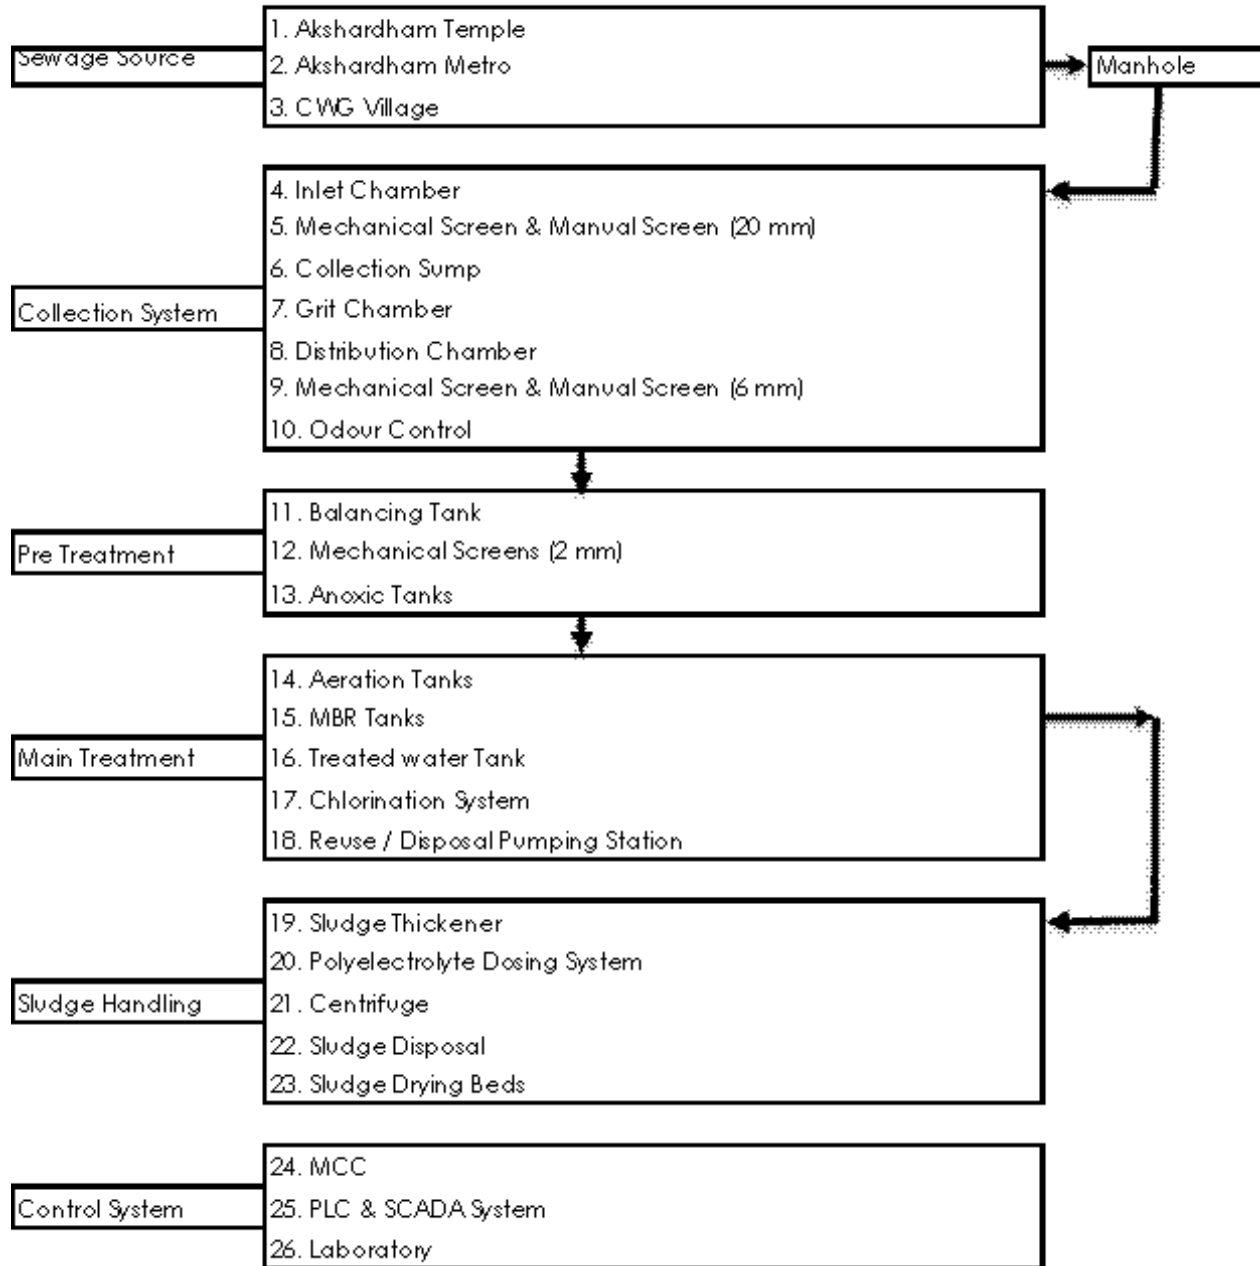 Sewage Source
1. Akshardham Temple
2. Akshardham Metro
3. CWG Village
Manhole
Collection System
4. Inlet Chamber
5. Mechanical Screen & Manual Screen (20 mm)
6. Collection Sump
7. Grit Chamber
8. Distribution Chamber
9. Mechanical Screen & Manual Screen (6 mm)
10. Odour Control
Pre Treatment
11. Balancing Tank
12. Mechanical Screens (2 mm)
13. Anoxic Tanks
Main Treatment
14. Aeration Tanks
15. MBR Tanks
16. Treated water Tank
17. Chlorination System
18. Reuse / Disposal Pumping Station
Sludge Handling
19. Sludge Thickener
20. Polyelectrolyte Dosing System
21. Centrifuge
22. Sludge Disposal
23. Sludge Drying Beds
Control System
24. MCC
25. PLC & SCADA System
26. Laboratory